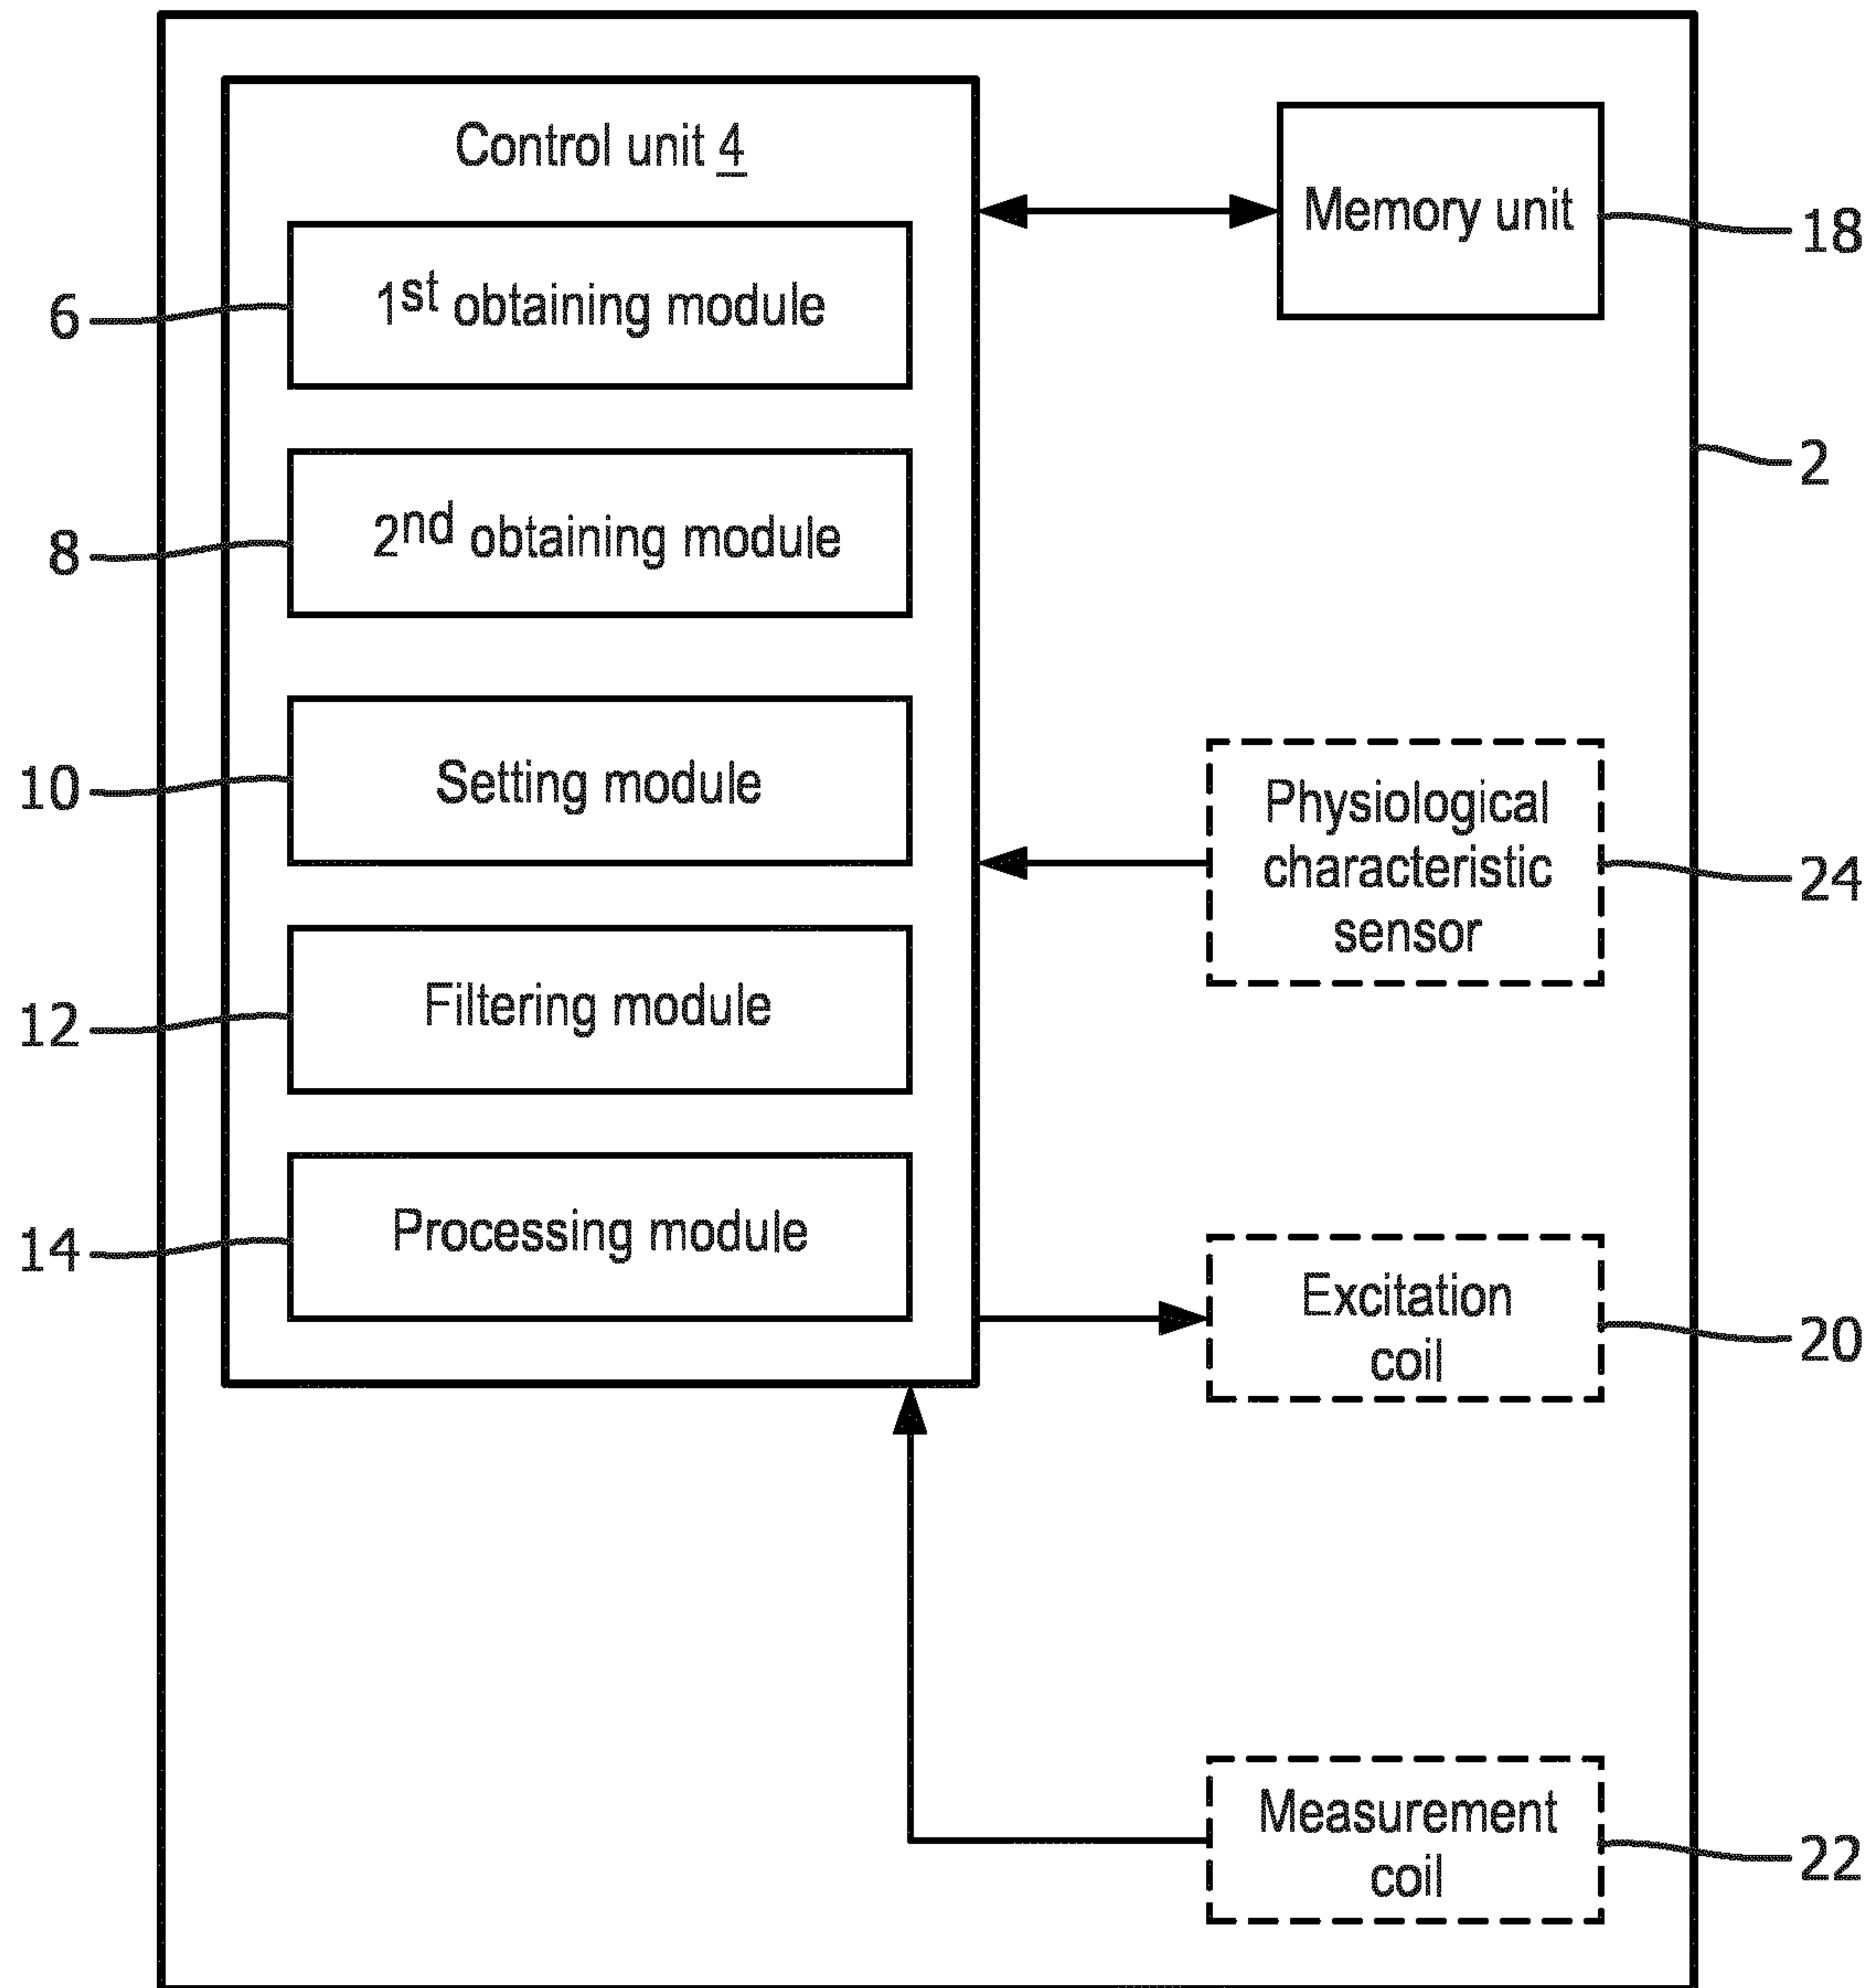 Control unit 4
Memory unit
18
6
1st obtaining module
2
8
2nd obtaining module
10
Setting module
Physiological
characteristic
sensor
24
12
Filtering module
14
Processing module
Excitation
coil
20
Measurement
coil
22